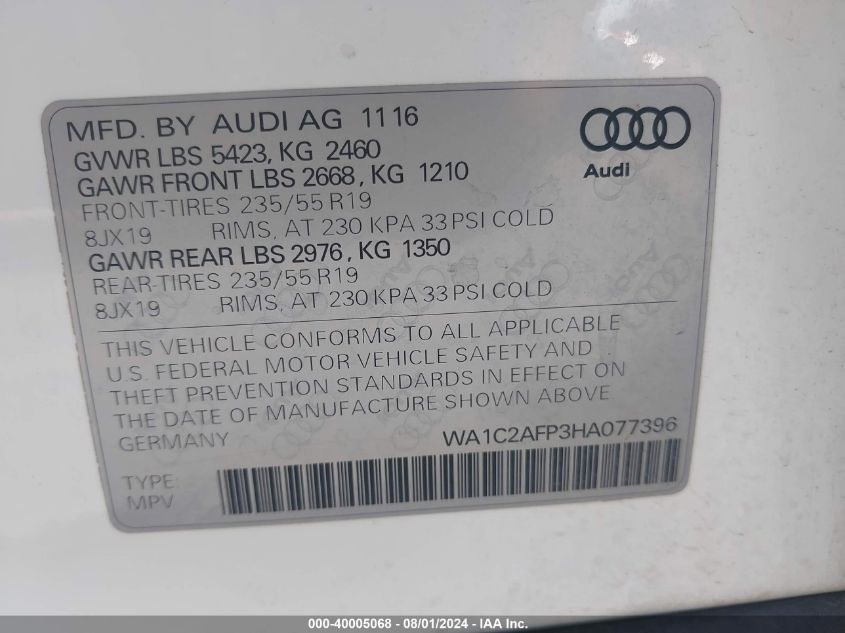 MFD. BY AUDI AG 11 16
GVWR LBS 5423, KG 2460
GAWR FRONT LBS 2668, KG 1210
FRONT-TIRES 235/55 R19
8JX19 RIMS, AT 230 KPA 33 PSI COLD
GAWR REAR LBS 2976, KG 1350
REAR-TIRES 235/55 R19
8JX19 RIMS, AT 230 KPA 33 PSI COLD
Audi
THIS VEHICLE CONFORMS TO ALL APPLICABLE
U.S. FEDERAL MOTOR VEHICLE SAFETY AND
THEFT PREVENTION STANDARDS IN EFFECT ON
THE DATE OF MANUFACTURE SHOWN ABOVE
GERMANY WA1C2AFP3HA077396
TYPE:
MPV
000-40005068 - 08/01/2024 - IAA Inc.